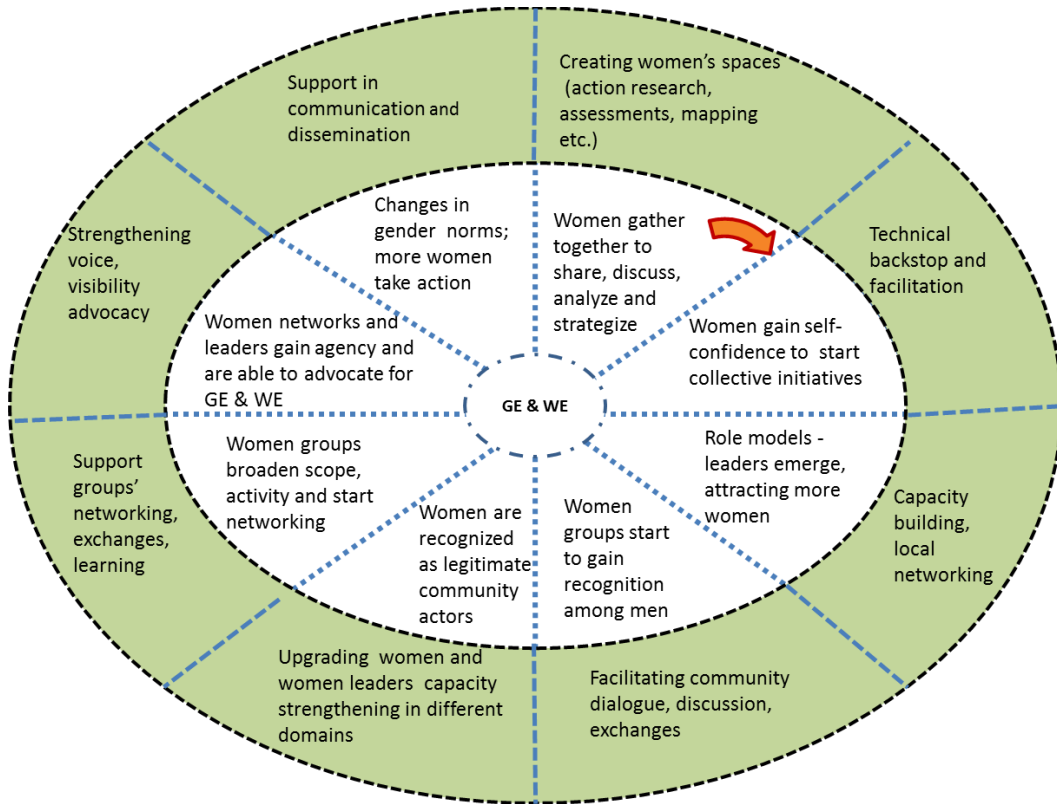 Support in
communication and
dissemination
Creating women's spaces
(action research,
assessments, mapping
etc.)
Strengthening
voice,
visibility
advocacy
Changes in
gender norms;
more women
take action
Women gather
together to
share, discuss,
analyze and
strategize
Technical
backstop and
facilitation
Women networks and
leaders gain agency and
are able to advocate for
GE & WE
Women gain self-
confidence to start
collective initiatives
GE & WE
Support
groups'
networking,
exchanges,
learning
Women groups
broaden scope,
activity and start
networking
Women are
recognized
as legitimate
community
actors
Women
groups start
to gain
recognition
among men
Role models -
leaders emerge,
attracting more
women
Capacity
building,
local
networking
Upgrading women and
women leaders capacity
strengthening in different
domains
Facilitating community
dialogue, discussion,
exchanges